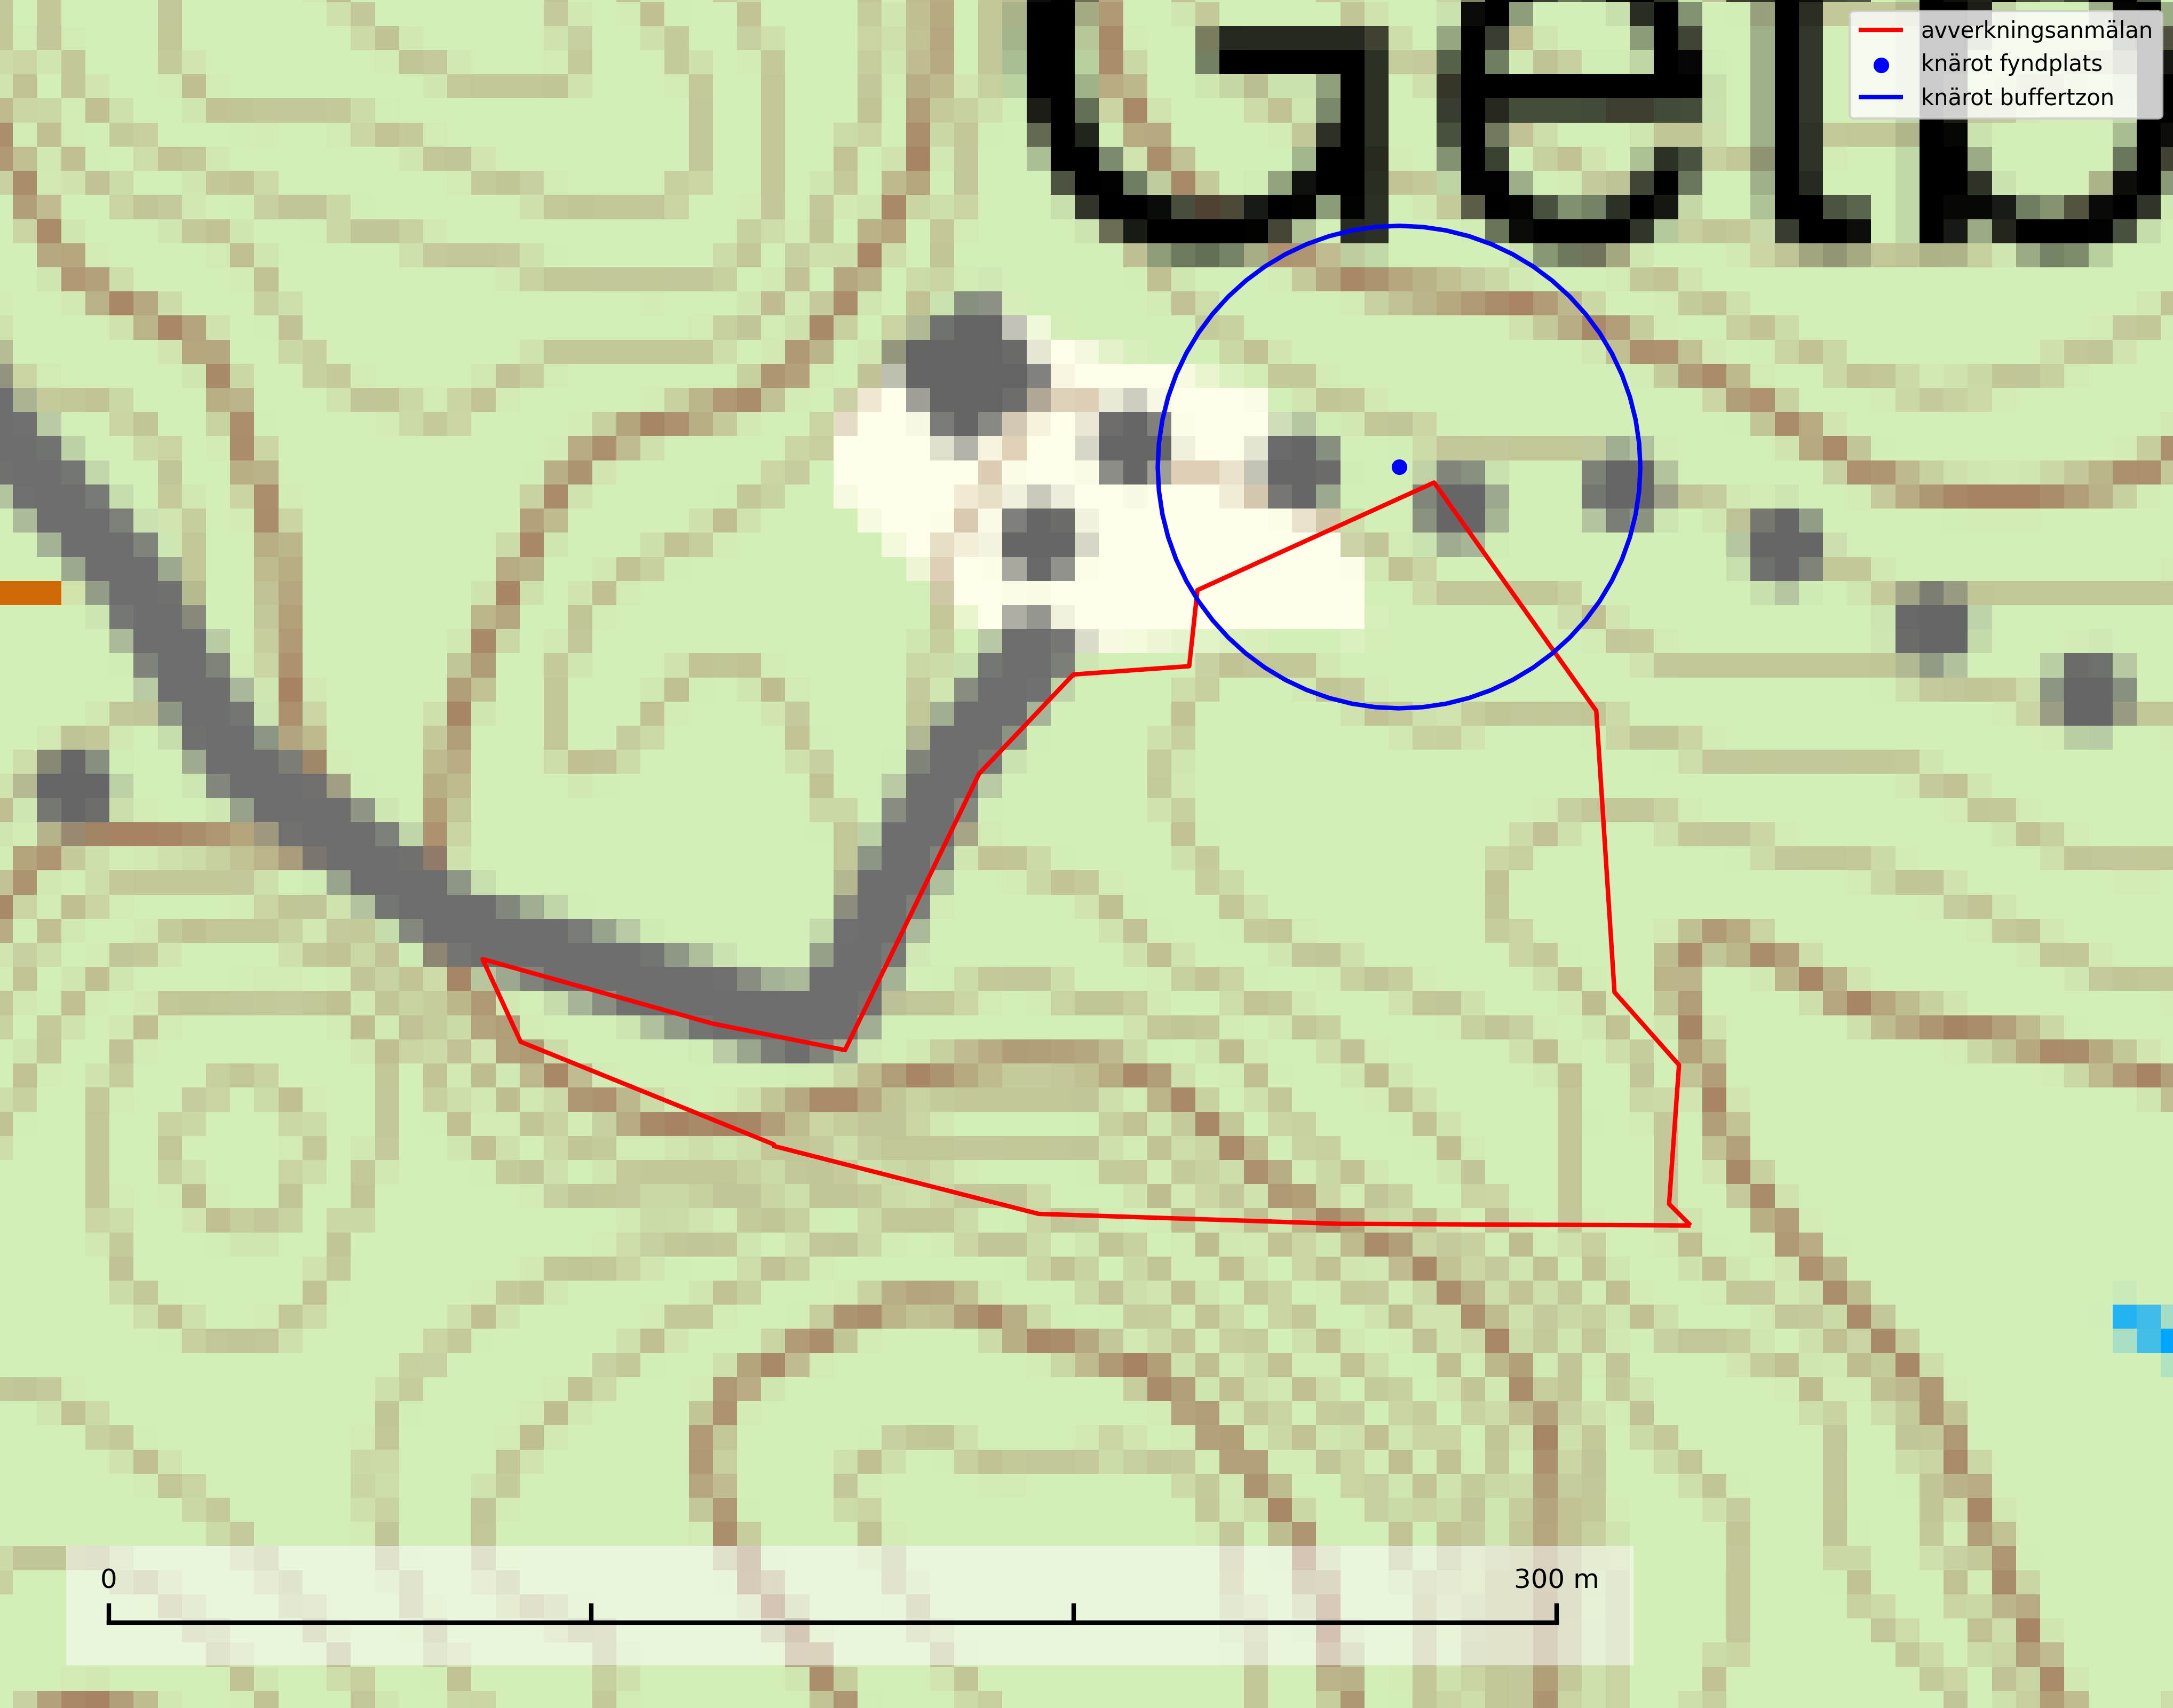 avverkningsanmälan
knärot fyndplats
knärot buffertzon
0 300 m